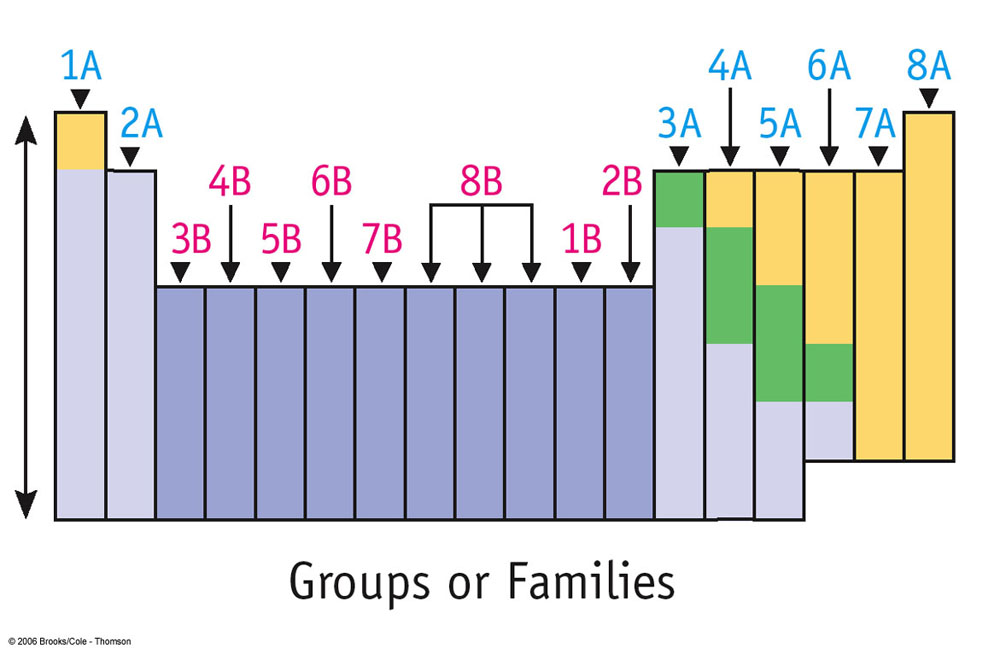 1A 4A 6A 8A
2A 3A 5A 7A
4B 6B 8B 2B
3B 5B 7B 1B
Groups or Families
© 2006 Brooks/Cole - Thomson